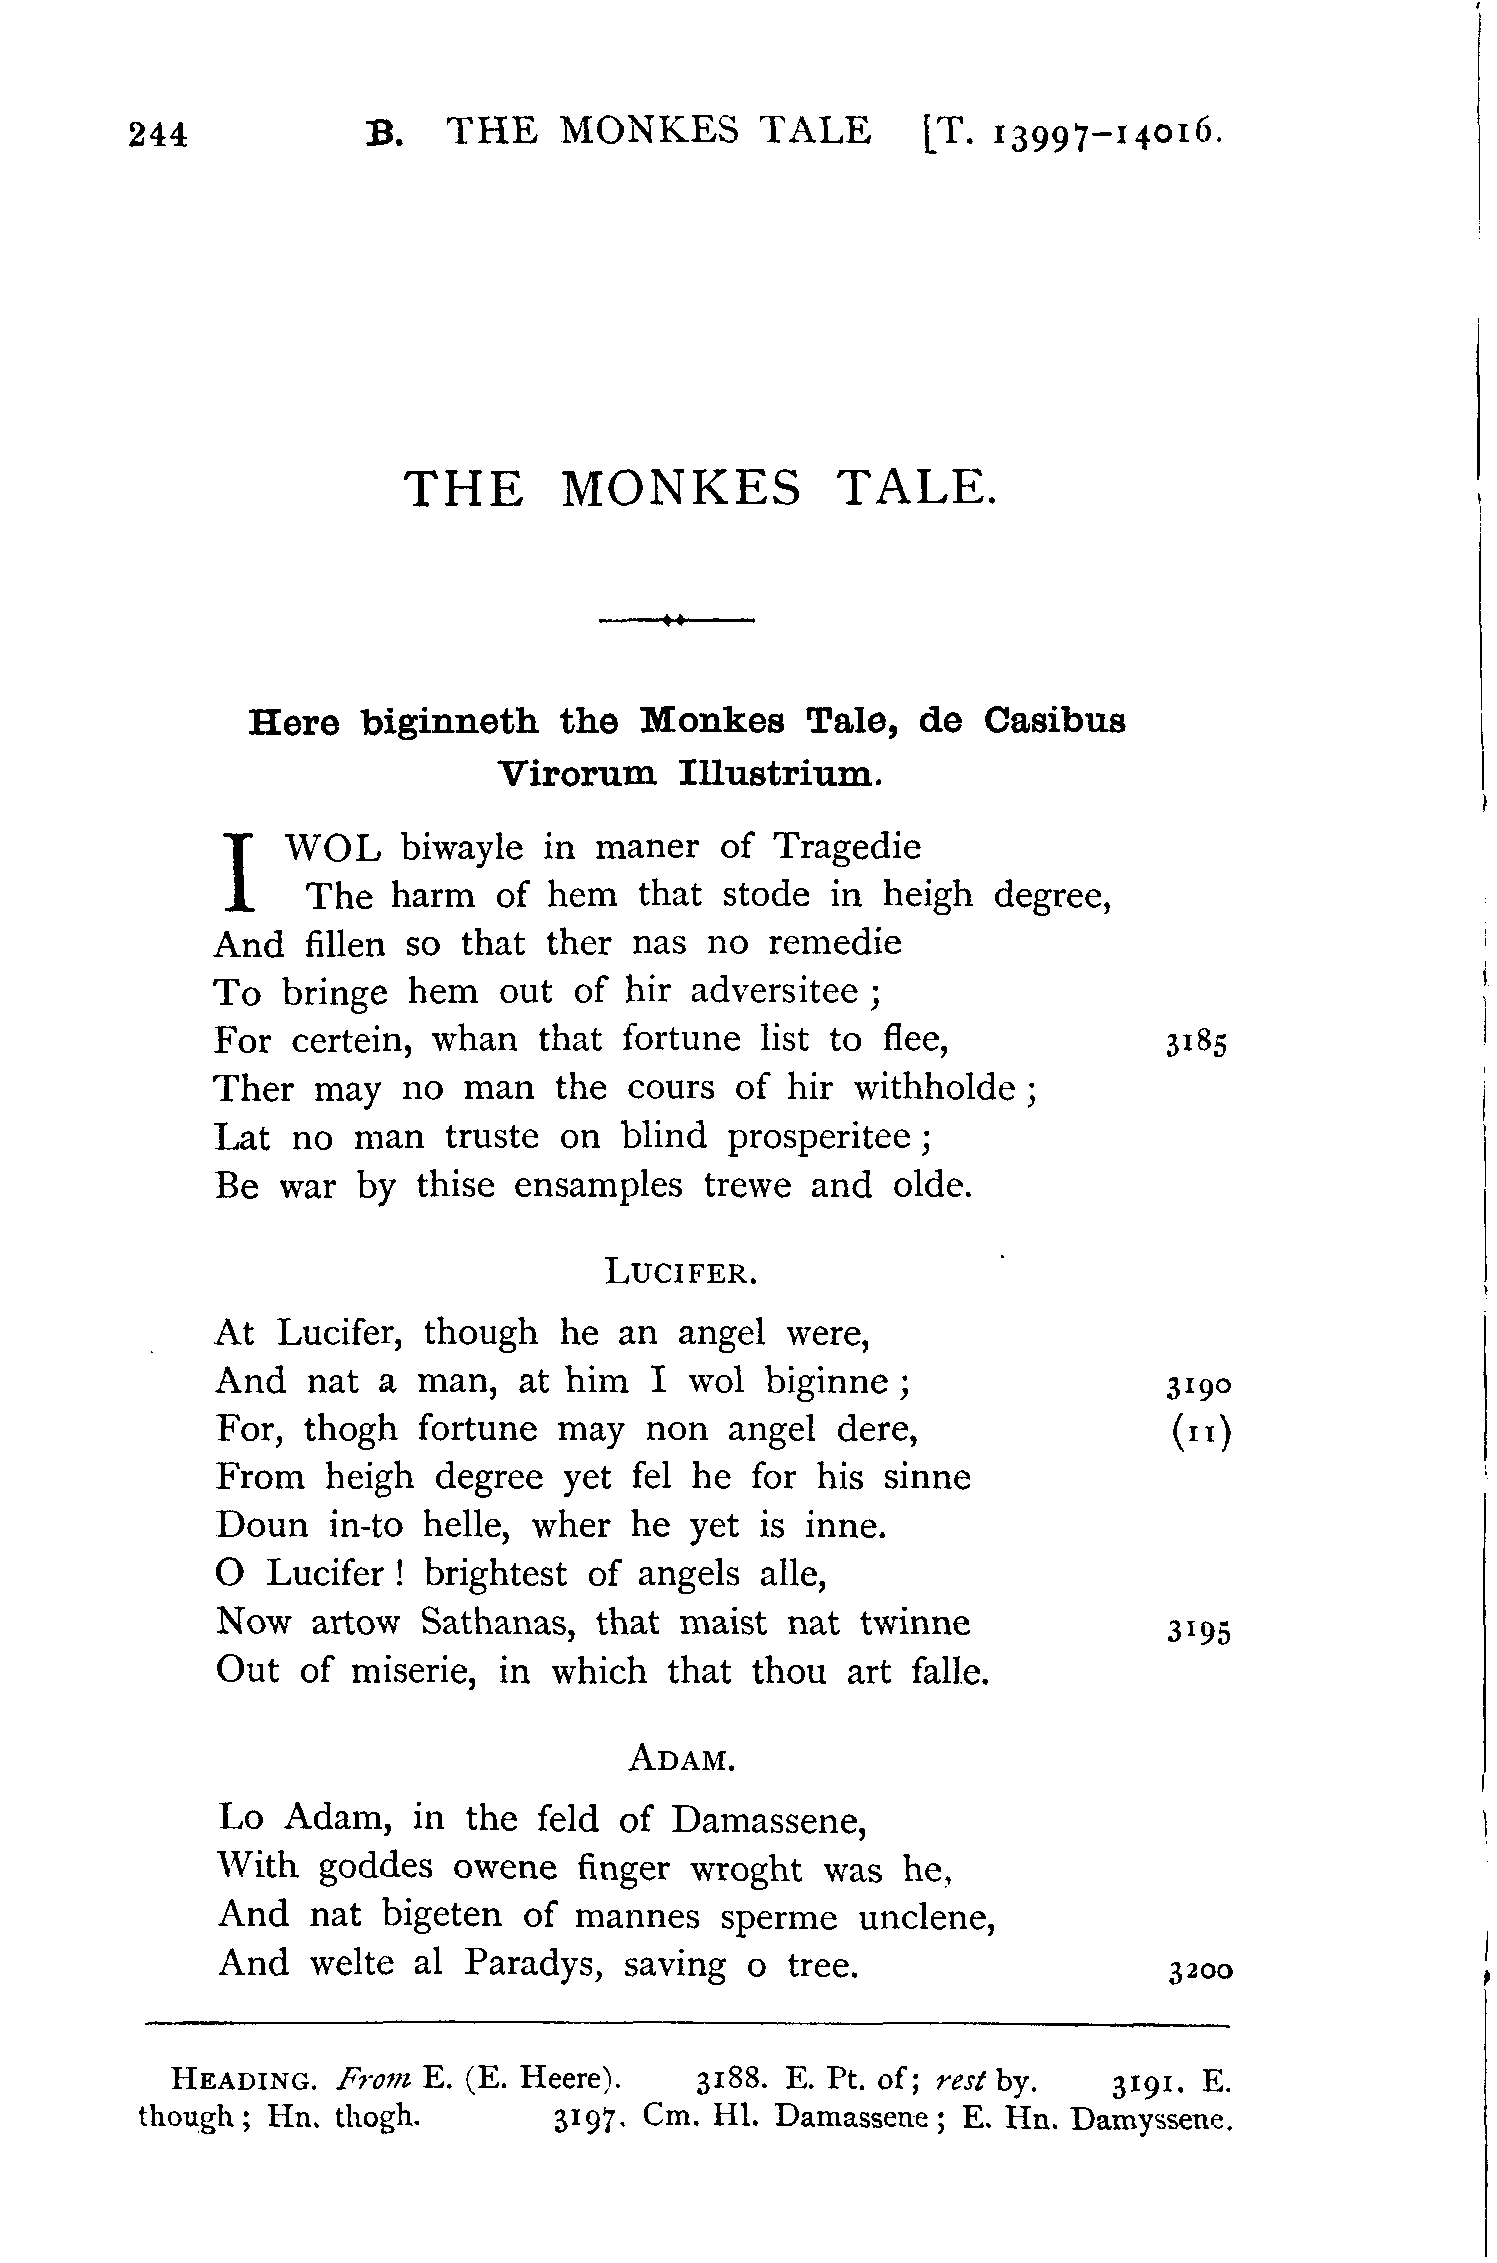 244 B. THE MONKES TALE [T. 13997-14016.
THE MONKES TALE.
Here biginneth the Monkes Tale, de Casibus
Virorum Illustrium.
I WOL biwayle in maner of Tragedie
The harm of hem that stode in heigh degree,
And fillen so that ther nas no remedie
To bringe hem out of hir adversitee ;
For certein, whan that fortune list to flee, 3185
Ther may no man the cours of hir withholde ;
Lat no man truste on blind prosperitee ;
Be war by thise ensamples trewe and olde.
LUCIFER.
At Lucifer, though he an angel were,
And nat a man, at him I wol biginne ; 3190
For, thogh fortune may non angel dere, (11)
From heigh degree yet fel he for his sinne
Doun in-to helle, wher he yet is inne.
O Lucifer ! brightest of angels alle,
Now artow Sathanas, that maist nat twinne 3195
Out of miserie, in which that thou art falle.
ADAM.
Lo Adam, in the feld of Damassene,
With goddes owene finger wroght was he,
And nat bigeten of mannes sperme unclene,
And welte al Paradys, saving o tree. 3200
HEADING. From E. (E. Heere). 3188. E. Pt. of; rest by. 3191. E.
though ; Hn. thogh. 3197. Cm. Hl. Damassene ; E. Hn. Damyssene.